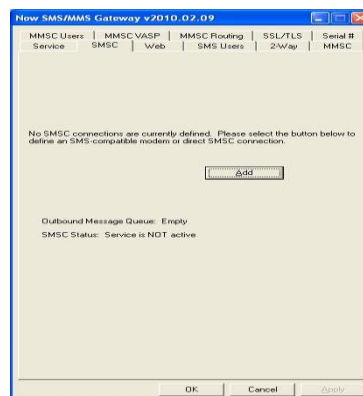 Now SMS/MMS Gateway v2010.02.09
MMSC Users MMSC VASP MMSC Routing SSL/TLS Serial #
Service SMSC Web SMS Users 2-Way MMSC
No SMSC connections are currently defined. Please select the button below to
define an SMS-compatible modem or direct SMSC connection.
Add
Outbound Message Queue: Empty
SMSC Status: Service is NOT active
OK Cancel Apply